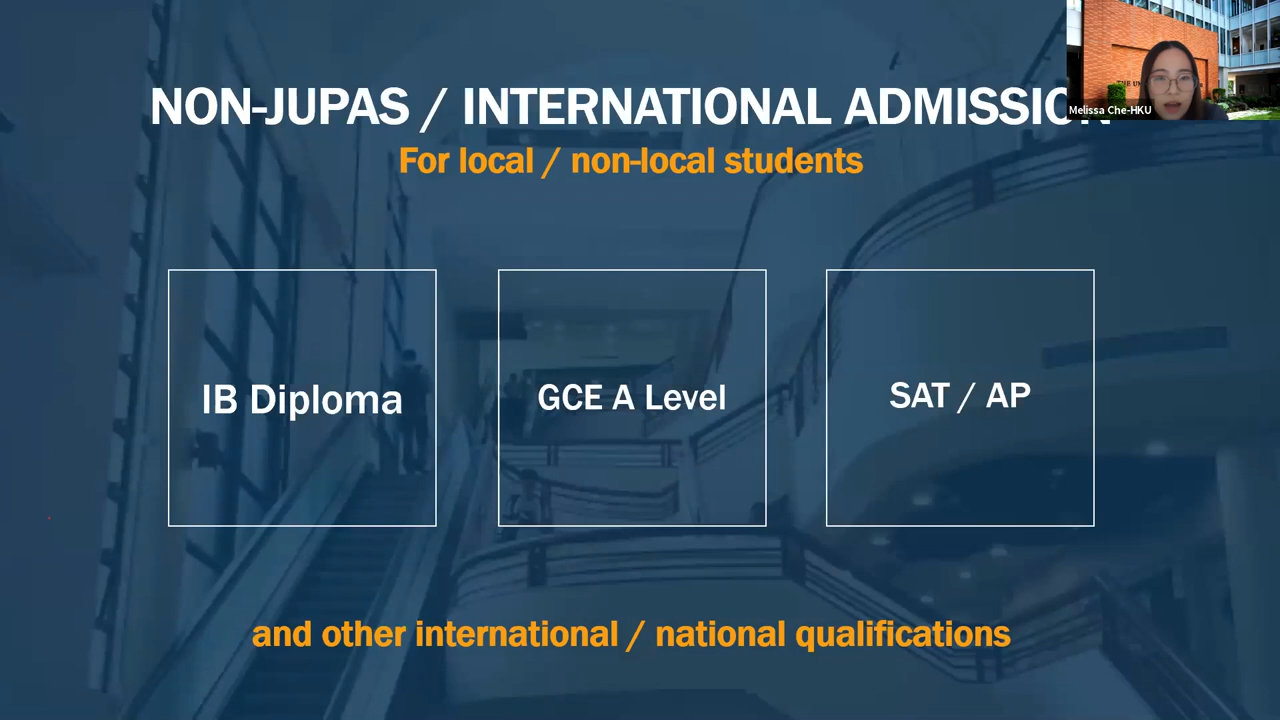 NON-JUPAS / INTERNATIONAL ADMISSION
For local / non-local students
Melissa Che-HKU
IB Diploma
GCE A Level
SAT / AP
and other international / national qualifications